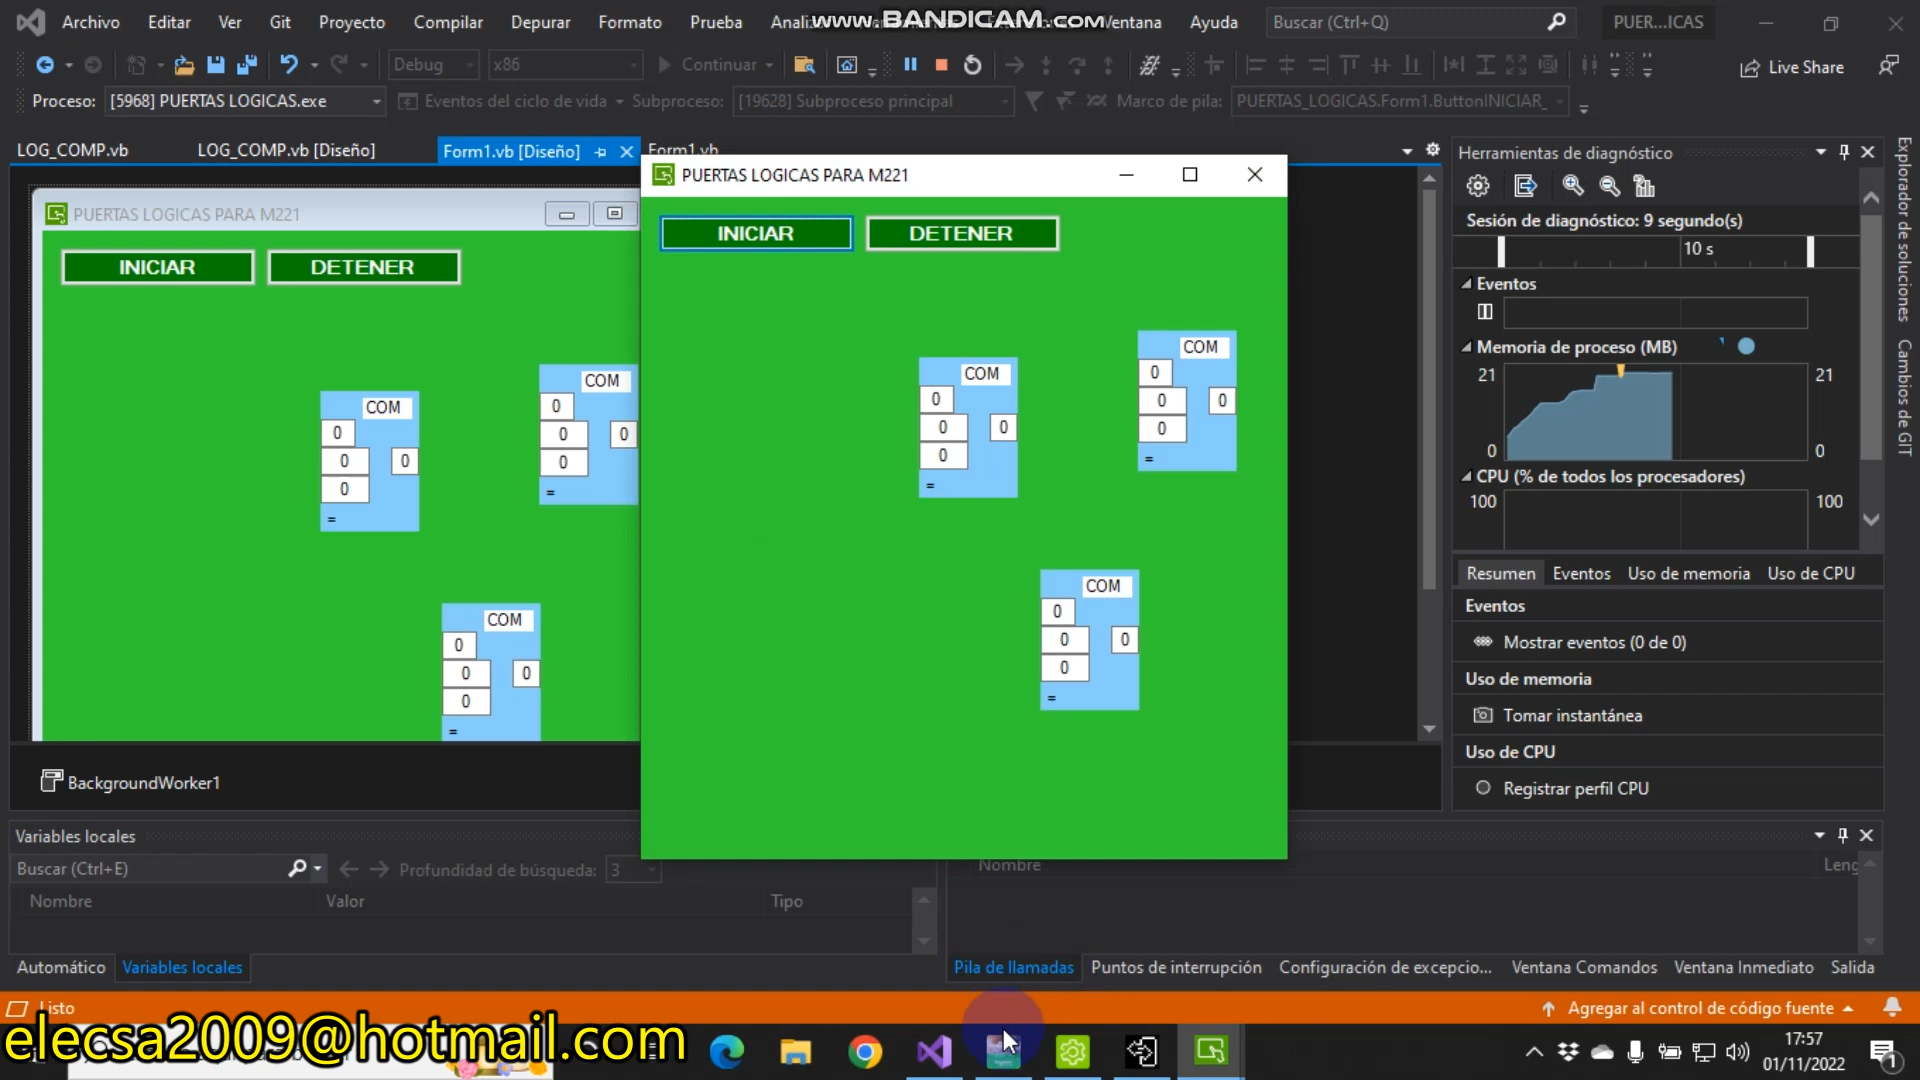 Archivo Editar Ver Git Proyecto Compilar Depurar Formato Prueba www.BANDICAM.com Ventana Ayuda Buscar (Ctrl+Q) PUER...ICAS
Debug x86 Continuar Live Share
Proceso: [5968] PUERTAS LOGICAS.exe Eventos del ciclo de vida Subproceso: [19628] Subproceso principal Marco de pila: PUERTAS_LOGICAS.Form1.ButtonINICIAR_
LOG_COMP.vb LOG_COMP.vb [Diseño] Form1.vb [Diseño] Form1.vb
PUERTAS LOGICAS PARA M221
INICIAR DETENER
COM
0
0
0
0
=
COM
0
0
0
0
=
COM
0
0
0
0
=
BackgroundWorker1
PUERTAS LOGICAS PARA M221
INICIAR DETENER
COM
0
0
0
0
=
COM
0
0
0
0
=
COM
0
0
0
0
=
Herramientas de diagnóstico
Sesión de diagnóstico: 9 segundo(s)
10 s
Eventos
Memoria de proceso (MB)
21 21
0 0
CPU (% de todos los procesadores)
100 100
Resumen Eventos Uso de memoria Uso de CPU
Eventos
Mostrar eventos (0 de 0)
Uso de memoria
Tomar instantánea
Uso de CPU
Registrar perfil CPU
Explorador de soluciones
Cambios de GIT
Variables locales
Buscar (Ctrl+E) Profundidad de búsqueda: 3
Nombre Valor Tipo
Nombre Leng
Automático Variables locales
Pila de llamadas Puntos de interrupción Configuración de excepcio... Ventana Comandos Ventana Inmediato Salida
Listo Agregar al control de código fuente
elecsa2009@hotmail.com
17:57
01/11/2022
1